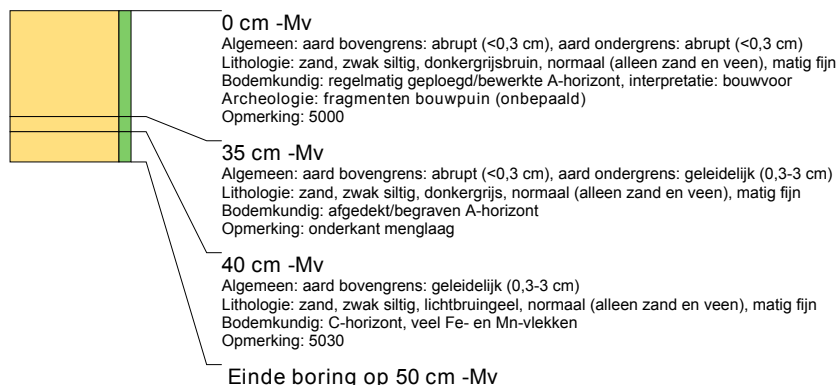 0 cm -Mv
Algemeen: aard bovengrens: abrupt (<0,3 cm), aard ondergrens: abrupt (<0,3 cm)
Lithologie: zand, zwak siltig, donkergrijsbruin, normaal (alleen zand en veen), matig fijn
Bodemkundig: regelmatig geploegd/bewerkte A-horizont, interpretatie: bouwvoor
Archeologie: fragmenten bouwpuin (onbepaald)
Opmerking: 5000
35 cm -Mv
Algemeen: aard bovengrens: abrupt (<0,3 cm), aard ondergrens: geleidelijk (0,3-3 cm)
Lithologie: zand, zwak siltig, donkergrijs, normaal (alleen zand en veen), matig fijn
Bodemkundig: afgedekt/begraven A-horizont
Opmerking: onderkant menglaag
40 cm -Mv
Algemeen: aard bovengrens: geleidelijk (0,3-3 cm)
Lithologie: zand, zwak siltig, lichtbruingeel, normaal (alleen zand en veen), matig fijn
Bodemkundig: C-horizont, veel Fe- en Mn-vlekken
Opmerking: 5030
Einde boring op 50 cm -Mv